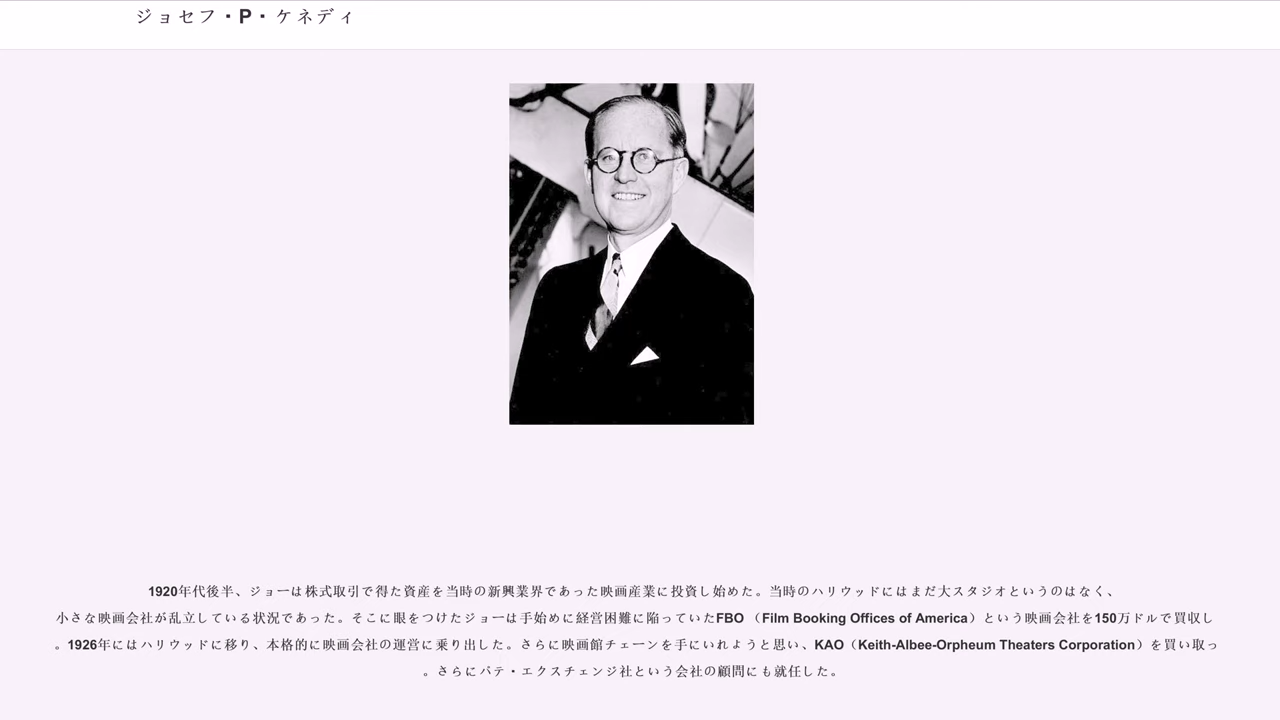 ジョセフ・P・ケネディ
1920年代後半、ジョーは株式取引で得た資産を当時の新興業界であった映画産業に投資し始めた。当時のハリウッドにはまだ大スタジオというのはなく、
小さな映画会社が乱立している状況であった。そこに眼をつけたジョーは手始めに経営困難に陥っていたFBO （Film Booking Offices of America）という映画会社を150万ドルで買収し
。1926年にはハリウッドに移り、本格的に映画会社の運営に乗り出した。さらに映画館チェーンを手にいれようと思い、KAO（Keith-Albee-Orpheum Theaters Corporation）を買い取っ
。さらにパテ・エクスチェンジ社という会社の顧問にも就任した。